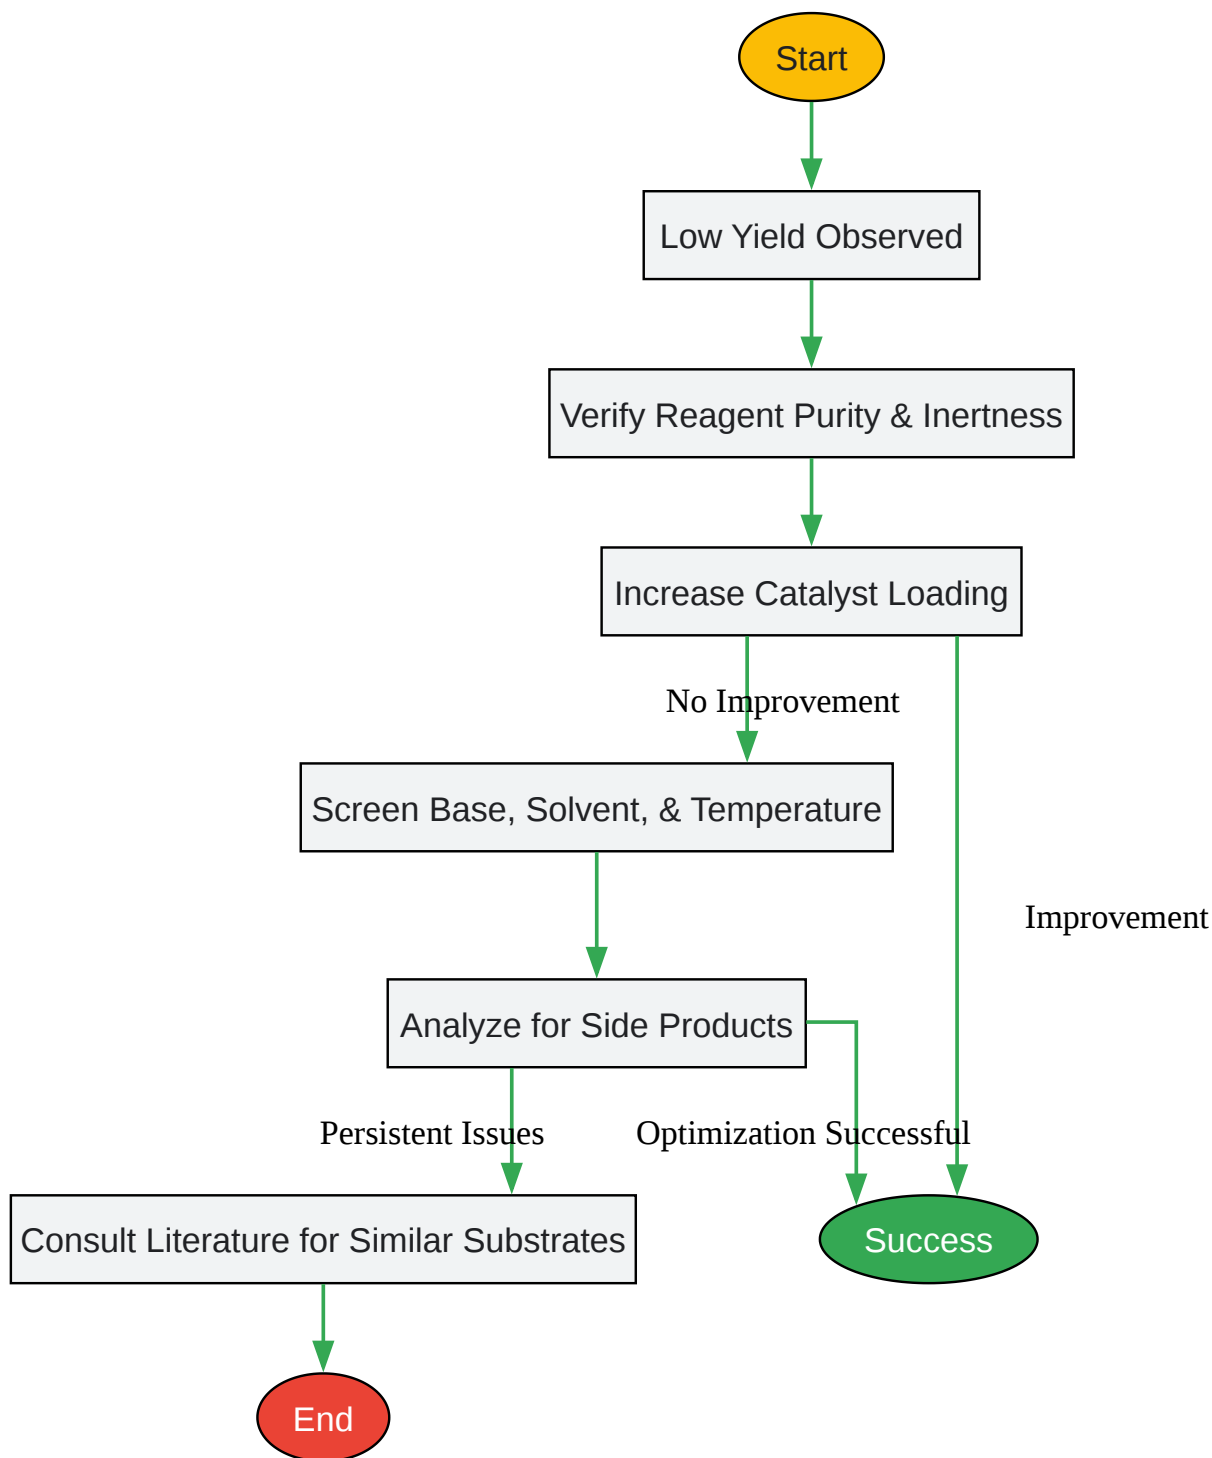 Start
Low Yield Observed
Verify Reagent Purity & Inertness
Increase Catalyst Loading
No Improvement
Screen Base, Solvent, & Temperature
Improvement
Analyze for Side Products
Persistent Issues
Optimization Successful
Consult Literature for Similar Substrates
Success
End